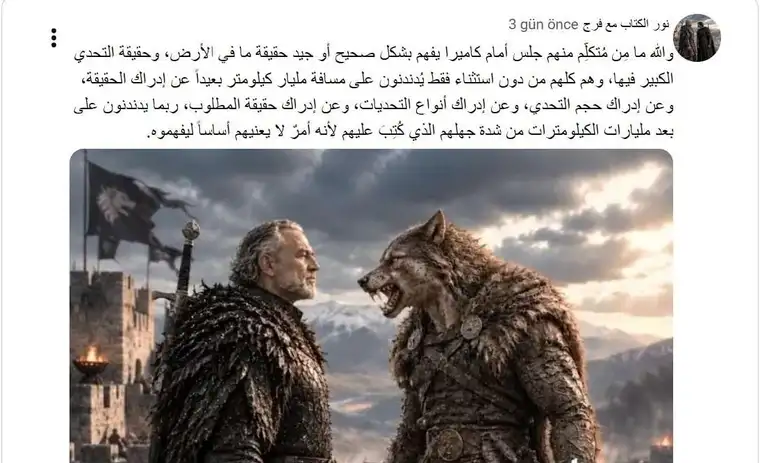 نور الكتاب مع فرج 3 gün önce
والله ما مِن مُتكلِّم منهم جلس أمام كاميرا يفهم بشكل صحيح أو جيد حقيقة ما في الأرض، وحقيقة التحدي
الكبير فيها، وهم كلهم من دون استثناء فقط يُدندنون على مسافة مليار كيلومتر بعيداً عن إدراك الحقيقة،
وعن إدراك حجم التحدي، وعن إدراك أنواع التحديات، وعن إدراك حقيقة المطلوب، ربما يدندنون على
بعد مليارات الكيلومترات من شدة جهلهم الذي كُتِبَ عليهم لأنه أمرٌ لا يعنيهم أساساً ليفهموه.